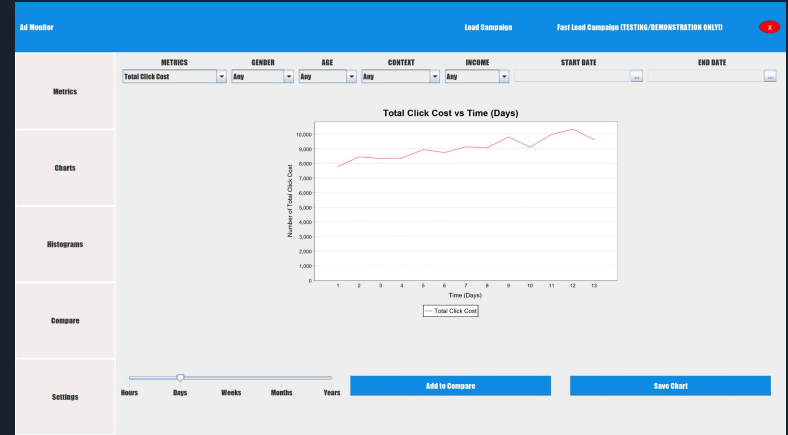 Ad Monitor
Load Campaign
Fast Load Campaign (TESTING/DEMONSTRATION ONLY!)
X
METRICS GENDER AGE CONTEXT INCOME START DATE END DATE
Total Click Cost Any Any Any Any ... ...
Metrics
Charts
Histograms
Compare
Settings
Total Click Cost vs Time (Days)
Number of Total Click Cost
10,000
9,000
8,000
7,000
6,000
5,000
4,000
3,000
2,000
1,000
0
1 2 3 4 5 6 7 8 9 10 11 12 13
Time (Days)
Total Click Cost
Hours Days Weeks Months Years
Add to Compare
Save Chart